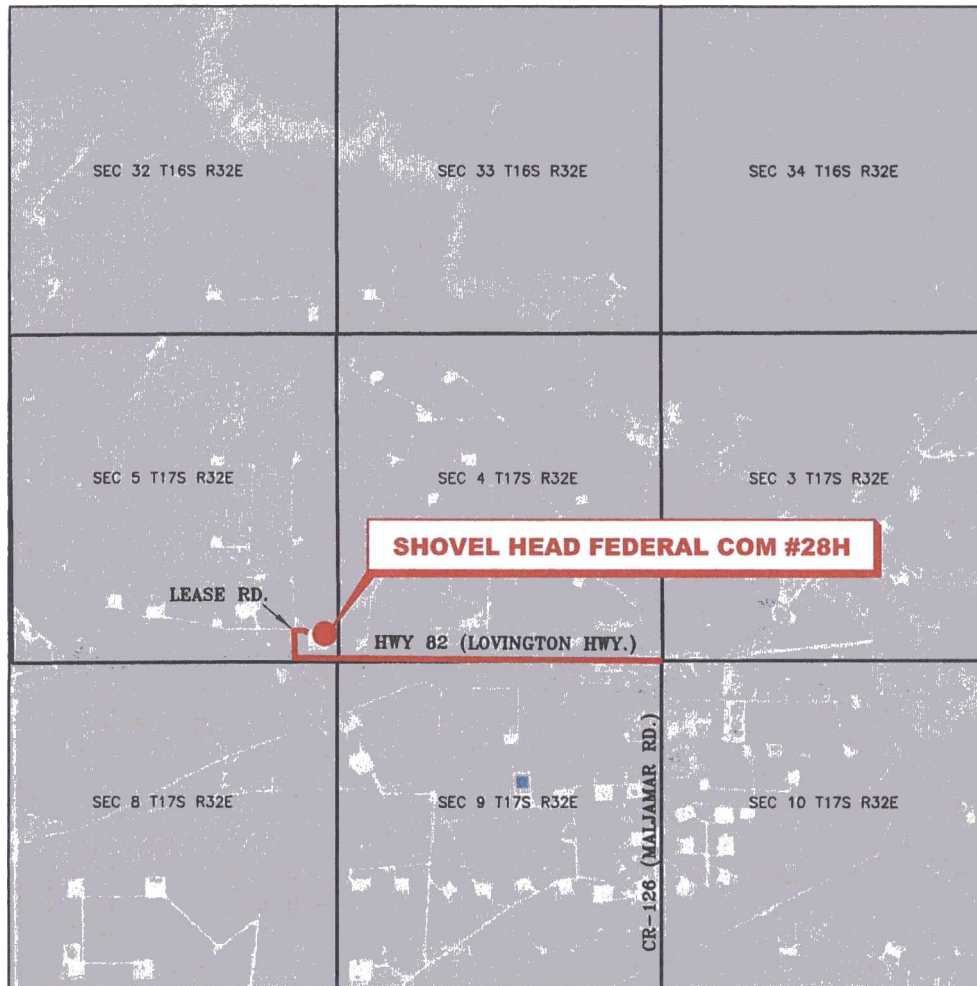 SEC 32 T16S R32E
SEC 33 T16S R32E
SEC 34 T16S R32E
SEC 5 T17S R32E
SEC 4 T17S R32E
SEC 3 T17S R32E
SHOVEL HEAD FEDERAL COM #28H
LEASE RD.
HWY 82 (LOVINGTON HWY.)
SEC 8 T17S R32E
SEC 9 T17S R32E
CR-126 (MALJAMAR RD.)
SEC 10 T17S R32E